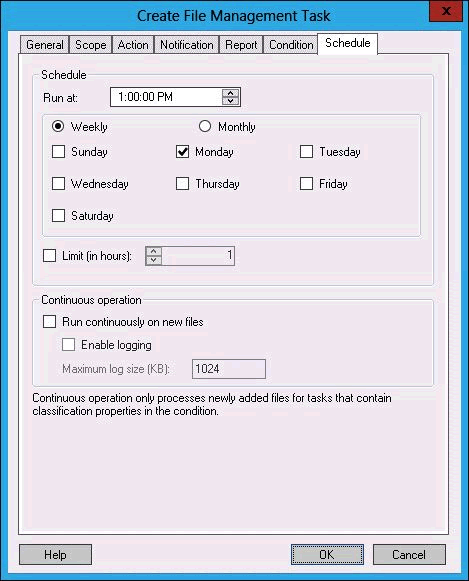 Create File Management Task
x
General Scope Action Notification Report Condition Schedule
Schedule
Run at: 1:00:00 PM
Weekly Monthly
Sunday Monday Tuesday
Wednesday Thursday Friday
Saturday
Limit (in hours): 1
Continuous operation
Run continuously on new files
Enable logging
Maximum log size (KB): 1024
Continuous operation only processes newly added files for tasks that contain
classification properties in the condition.
Help OK Cancel